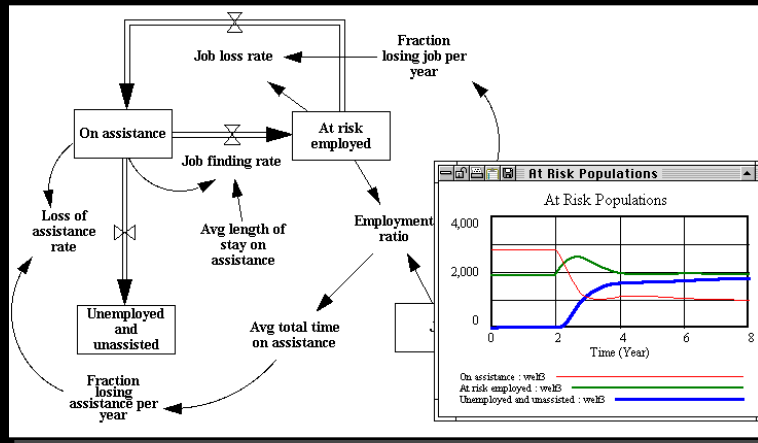 Job loss rate
Fraction
losing job per
year
On assistance
At risk
employed
Job finding rate
Loss of
assistance
rate
Avg length of
stay on
assistance
Employment
ratio
Unemployed
and
unassisted
Avg total time
on assistance
Fraction
losing
assistance per
year
At Risk Populations
At Risk Populations
4,000
2,000
0
0 2 4 6 8
Time (Year)
On assistance : welf3
At risk employed : welf3
Unemployed and unassisted : welf3